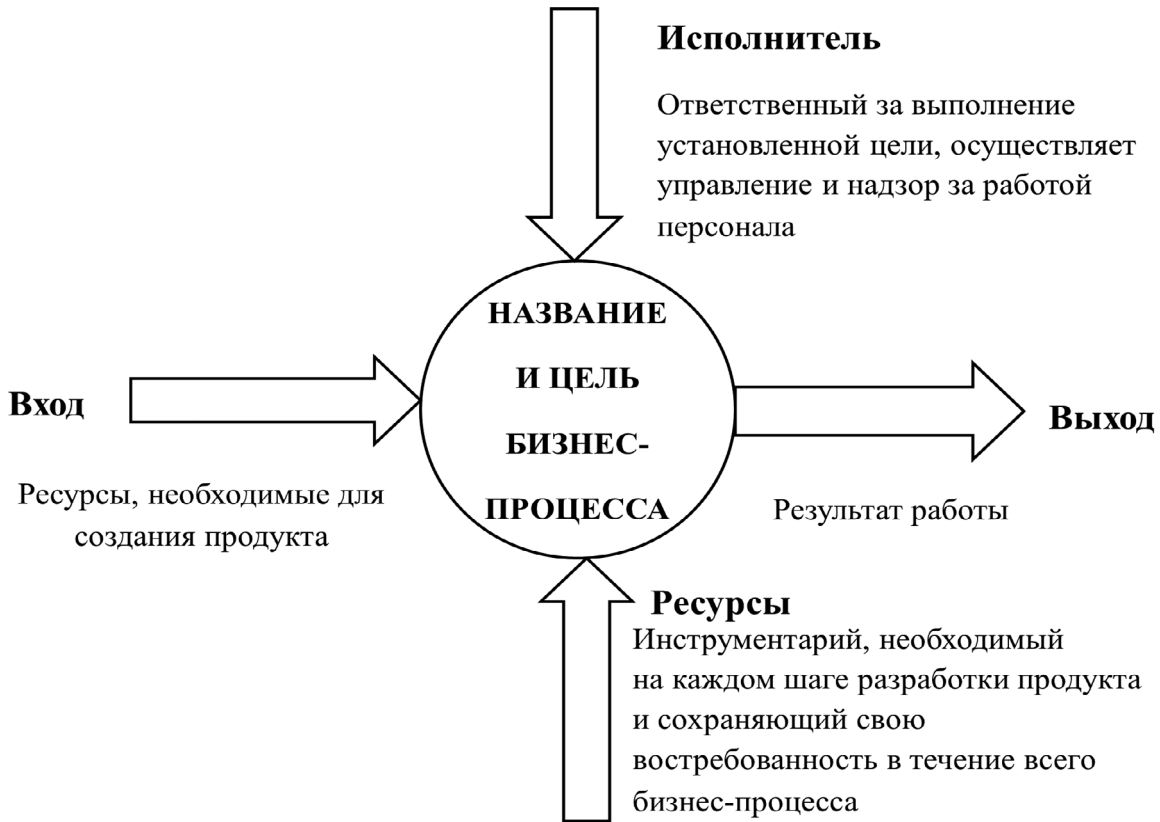 Исполнитель
Ответственный за выполнение
установленной цели, осуществляет
управление и надзор за работой
персонала
НАЗВАНИЕ
И ЦЕЛЬ
БИЗНЕС-
ПРОЦЕССА
Вход
Ресурсы, необходимые для
создания продукта
Выход
Результат работы
Ресурсы
Инструментарий, необходимый
на каждом шаге разработки продукта
и сохраняющий свою
востребованность в течение всего
бизнес-процесса